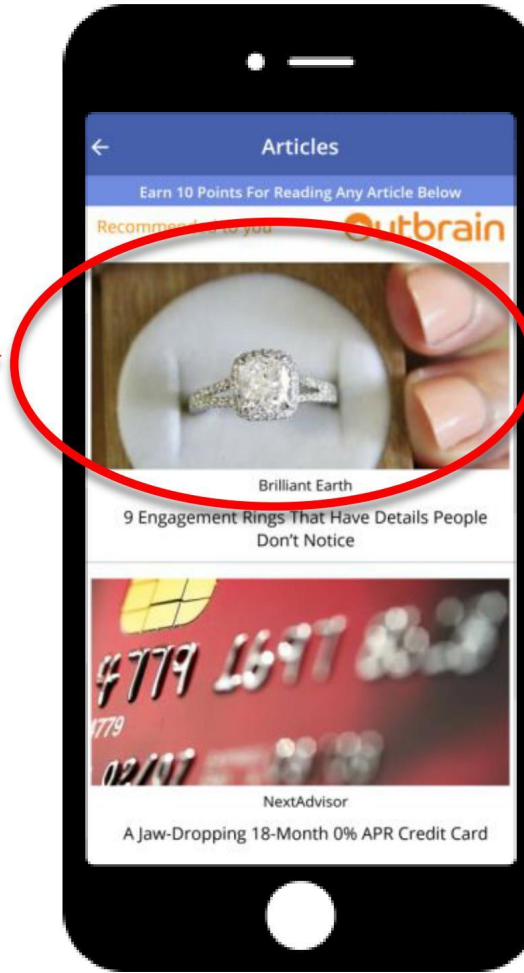 Articles
Earn 10 Points For Reading Any Article Below
Recommended to you
Outbrain
Brilliant Earth
9 Engagement Rings That Have Details People
Don't Notice
4779
NextAdvisor
A Jaw-Dropping 18-Month 0% APR Credit Card